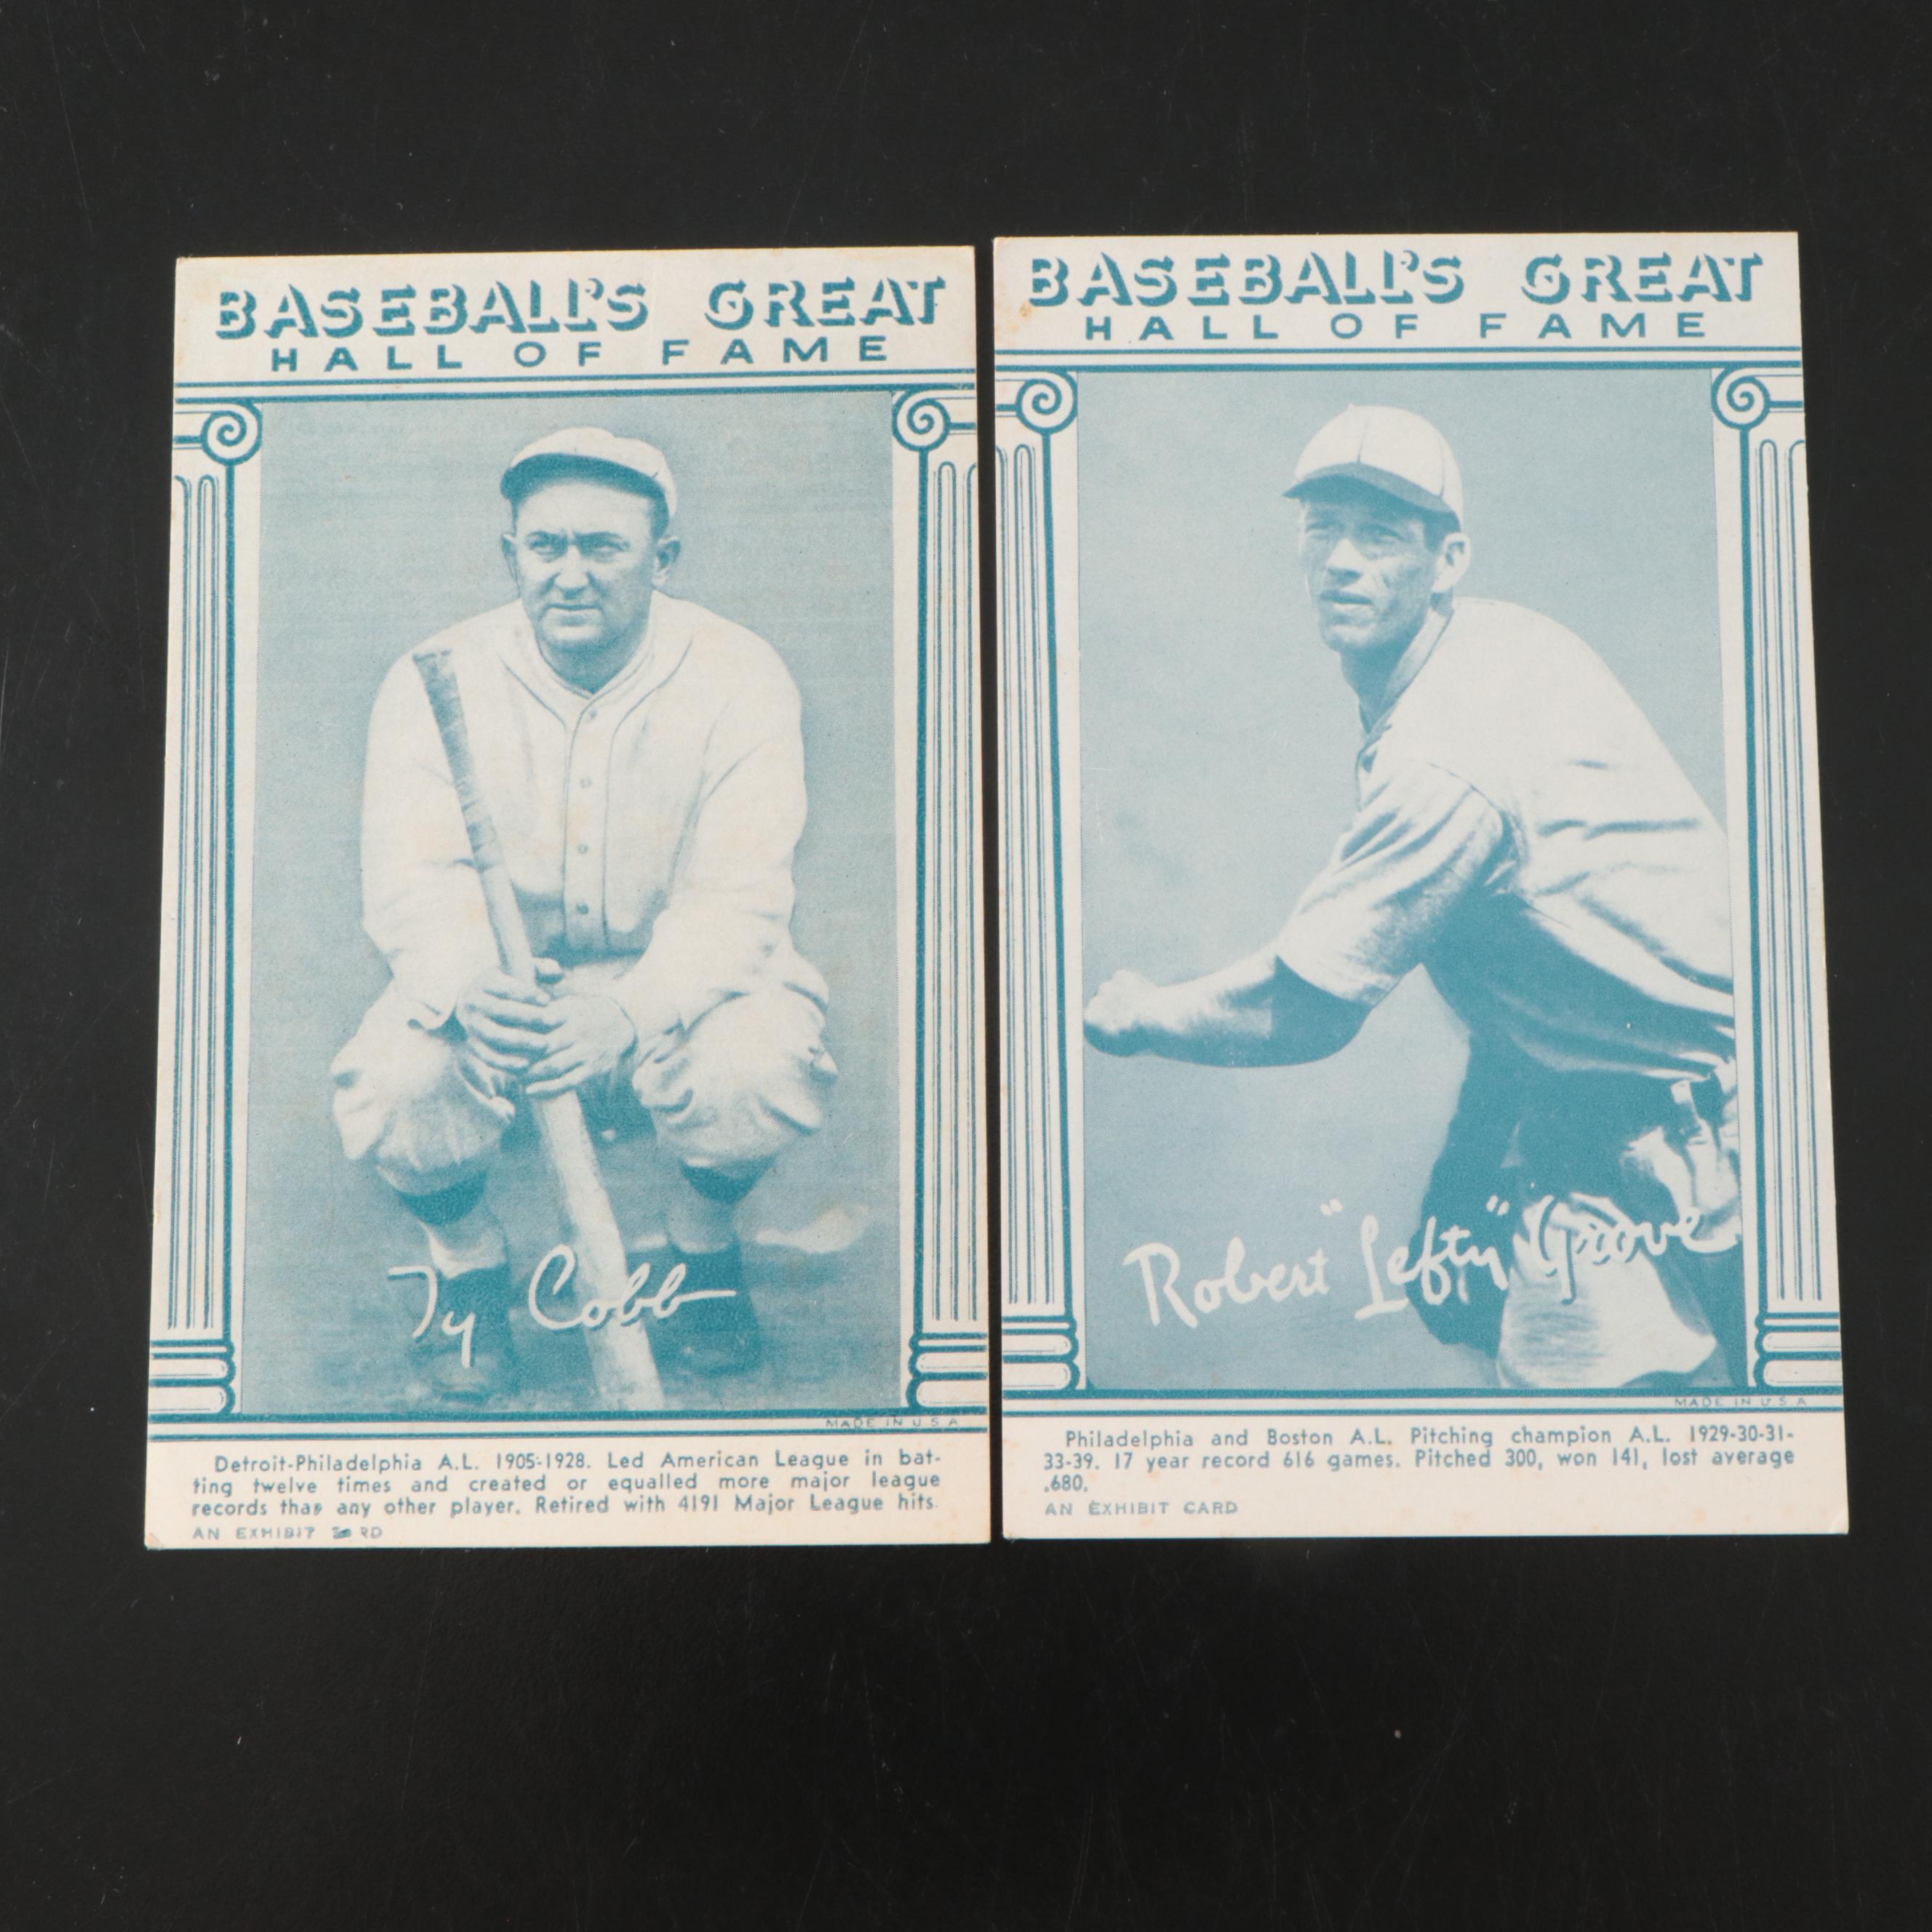 BASEBALL'S GREAT
HALL OF FAME
Ty Cobb
MADE IN U.S.A
Detroit-Philadelphia A.L. 1905-1928. Led American League in bat-
ting twelve times and created or equalled more major league
records than any other player. Retired with 4191 Major League hits.
AN EXHIBIT
BASEBALL'S GREAT
HALL OF FAME
Robert "Lefty" Grove
MADE IN U.S.A
Philadelphia and Boston A.L. Pitching champion A.L. 1929-30-31-
33-39. 17 year record 616 games. Pitched 300, won 141, lost average
.680.
AN EXHIBIT CARD